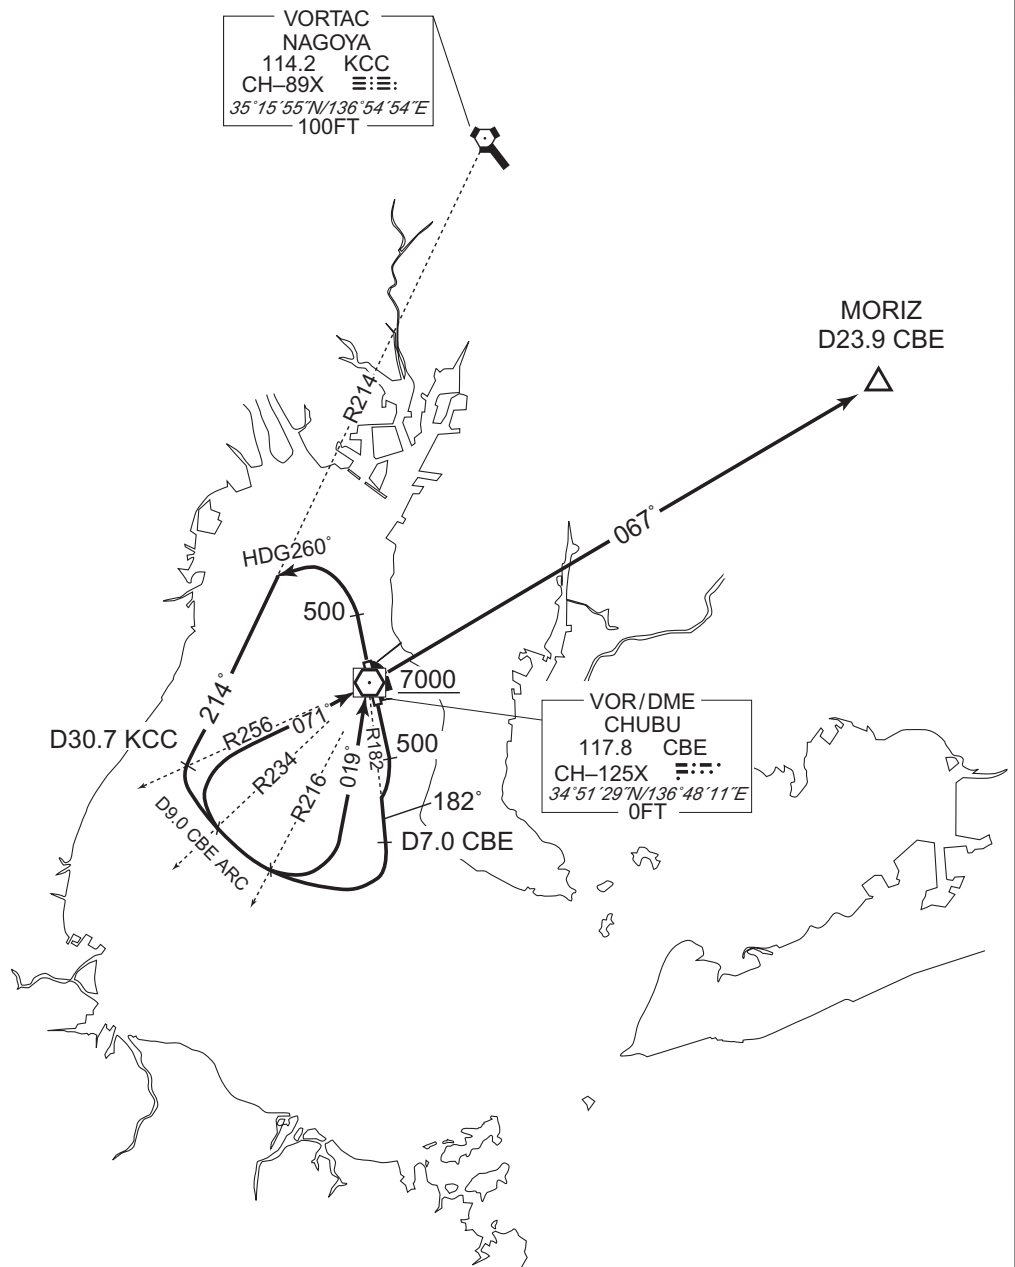 VORTAC
NAGOYA
114.2 KCC
CH–89X
35°15´55˝N/136°54´54˝E
100FT
MORIZ
D23.9 CBE
R214
067°
HDG260°
500
7000
214°
VOR/DME
CHUBU
117.8 CBE
CH–125X
34°51´29˝N/136°48´11˝E
0FT
D30.7 KCC
R256
071°
R182
500
R234
R216
019°
182°
D9.0 CBE ARC
D7.0 CBE